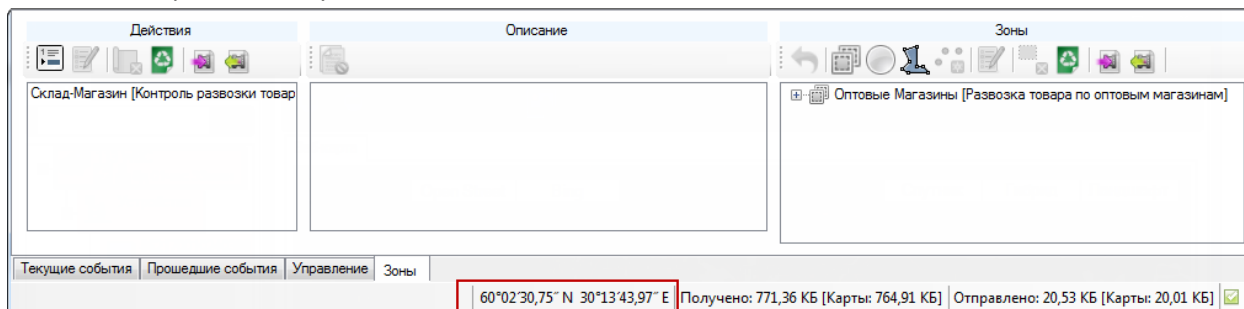 Действия
Описание
Зоны
Склад-Магазин [Контроль развозки товар
Оптовые Магазины [Развозка товара по оптовым магазинам]
Текущие события Прошедшие события Управление Зоны
60°02'30,75" N 30°13'43,97" E Получено: 771,36 КБ [Карты: 764,91 КБ] Отправлено: 20,53 КБ [Карты: 20,01 КБ]